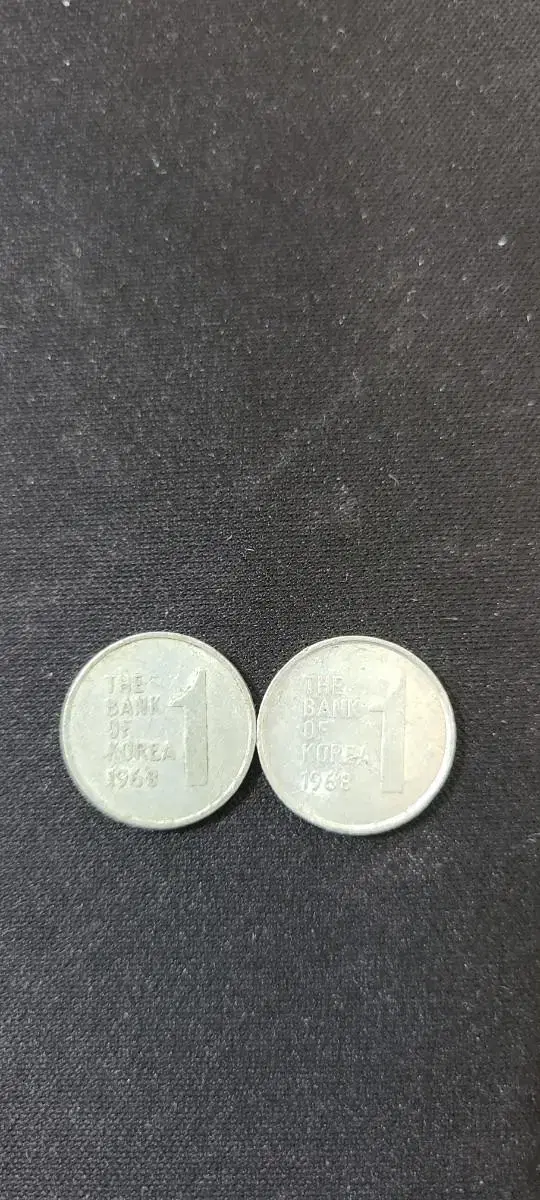 THE
BANK
OF
KOREA
1968
1
THE
BANK
OF
KOREA
1968
1